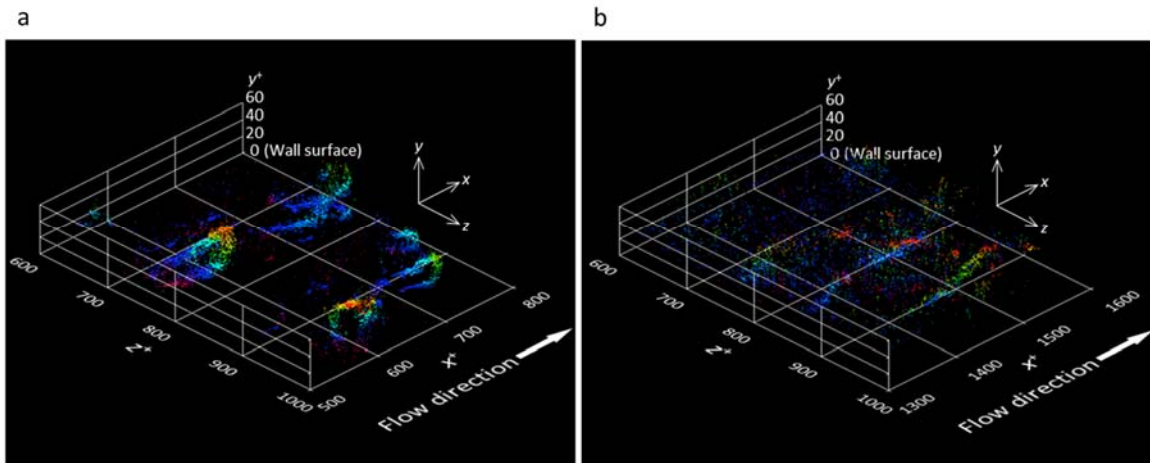 a
y+
60
40
20
0 (Wall surface)
y
x
z
600
700
800
900
1000
Z+
500
600
700
800
X+
Flow direction
b
y+
60
40
20
0 (Wall surface)
y
x
z
600
700
800
900
1000
Z+
1300
1400
1500
1600
X+
Flow direction